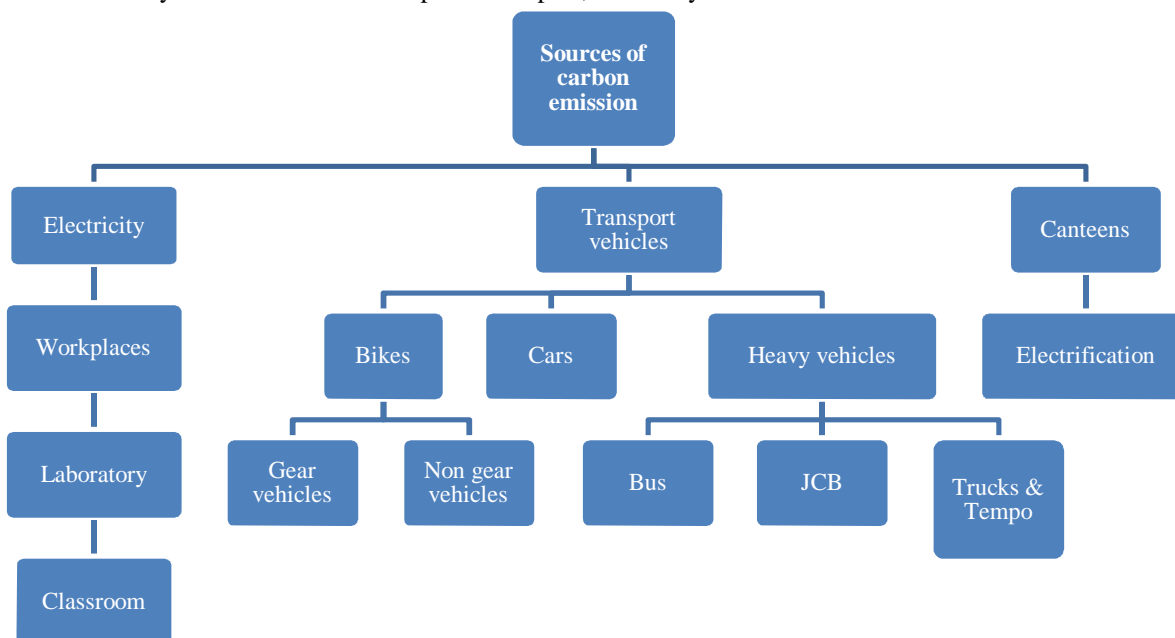 Sources of
carbon
emission
Electricity
Transport
vehicles
Canteens
Workplaces
Bikes
Cars
Heavy vehicles
Electrification
Laboratory
Gear
vehicles
Non gear
vehicles
Bus
JCB
Trucks &
Tempo
Classroom